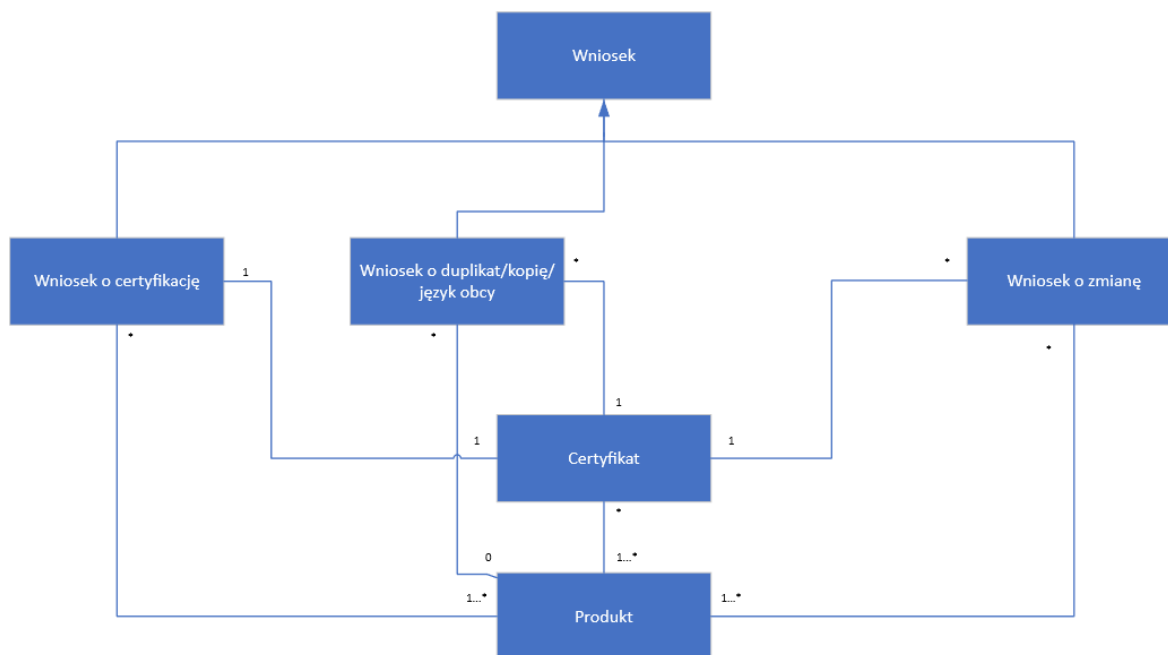 Wniosek
Wniosek o certyfikację
1
Wniosek o duplikat/kopię/
język obcy
*
*
Wniosek o zmianę
*
*
*
1
1
Certyfikat
1
*
0
1...*
1...*
Produkt
1...*